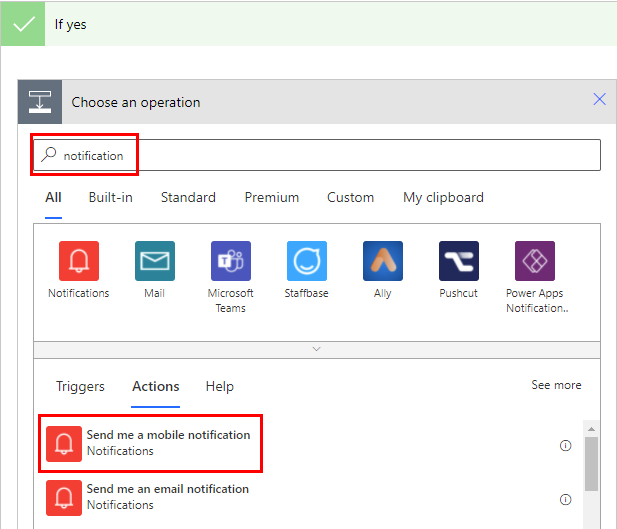 If yes
Choose an operation
notification
All Built-in Standard Premium Custom My clipboard
Notifications Mail Microsoft Teams Staffbase Ally Pushcut Power Apps Notification..
Triggers Actions Help See more
Send me a mobile notification
Notifications
Send me an email notification
Notifications